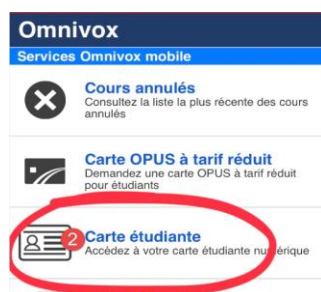 Omnivox
Services Omnivox mobile
Cours annulés
Consultez la liste la plus récente des cours
annulés
Carte OPUS à tarif réduit
Demandez une carte OPUS à tarif réduit
pour étudiants
2
Carte étudiante
Accédez à votre carte étudiante numérique